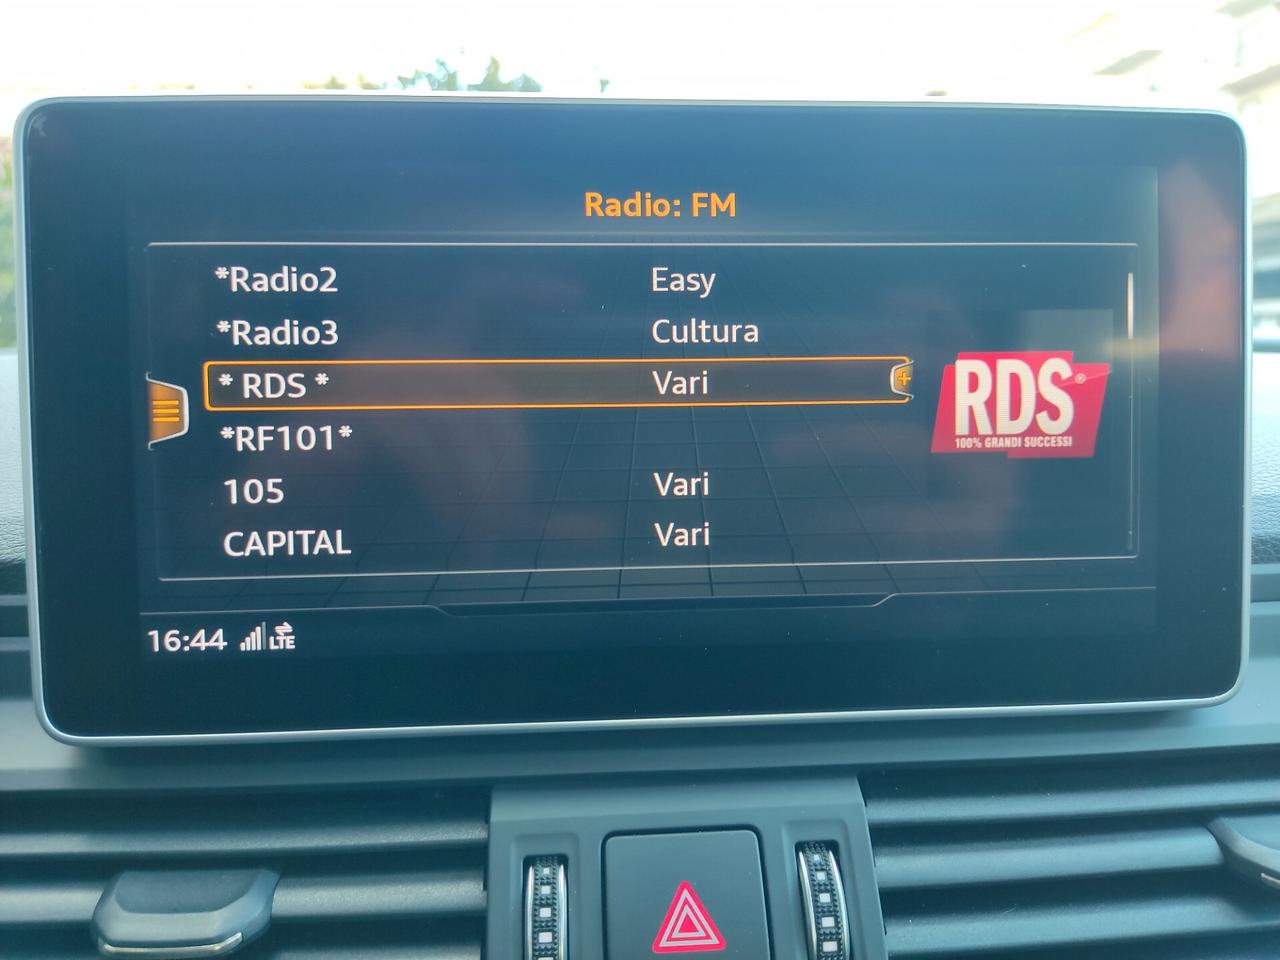 Radio: FM
*Radio2 Easy
*Radio3 Cultura
* RDS * Vari
*RF101*
105 Vari
CAPITAL Vari
RDS®
100% GRANDI SUCCESSI
16:44 LTE